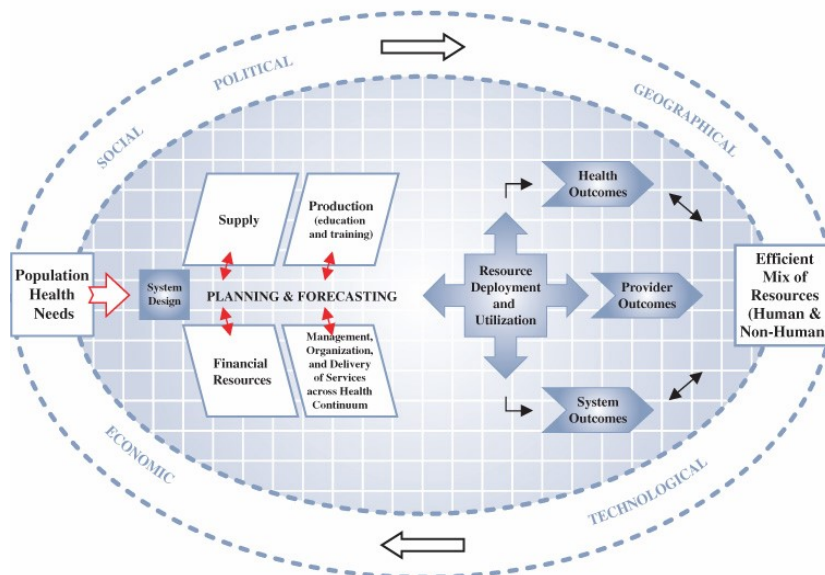 POLITICAL
SOCIAL
GEOGRAPHICAL
Supply
Production
(education
and training)
Health
Outcomes
Population
Health
Needs
System
Design
PLANNING & FORECASTING
Resource
Deployment
and
Utilization
Provider
Outcomes
Efficient
Mix of
Resources
(Human &
Non-Human
Financial
Resources
Management,
Organization,
and Delivery
of Services
across Health
Continuum
System
Outcomes
ECONOMIC
TECHNOLOGICAL